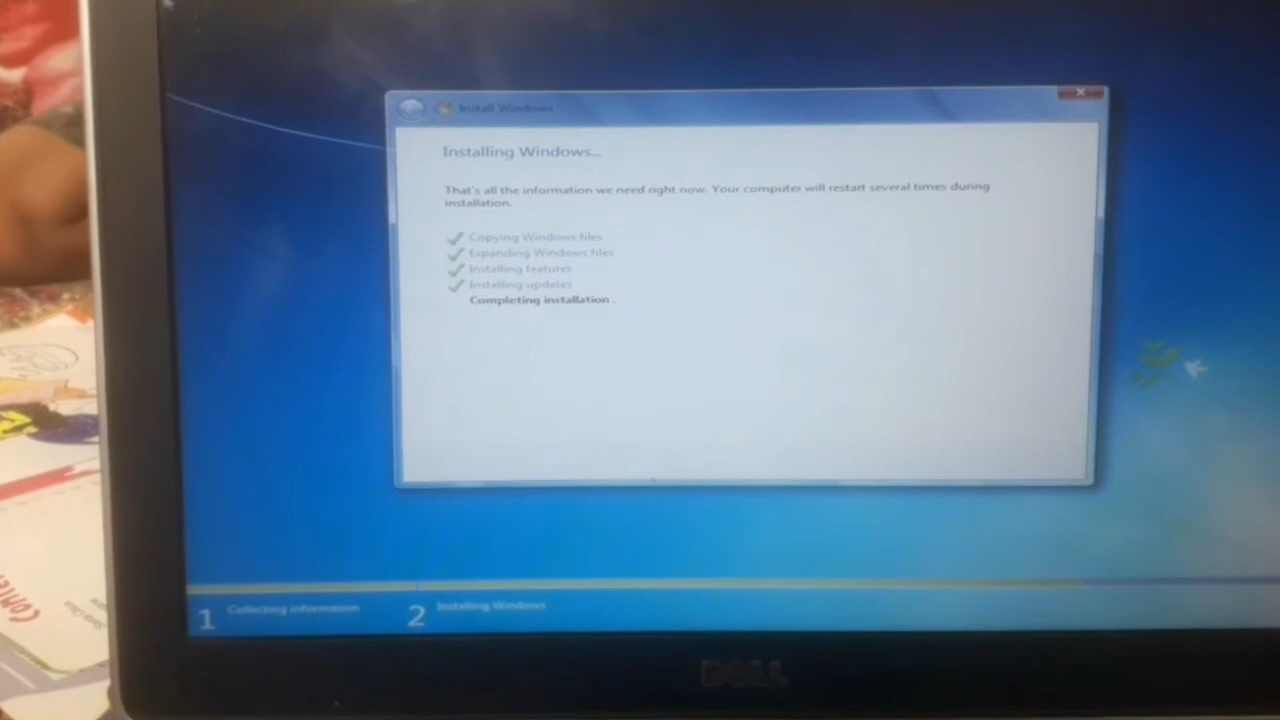 Install Windows
Installing Windows...
That's all the information we need right now. Your computer will restart several times during
installation.
Copying Windows files
Expanding Windows files
Installing features
Installing updates
Completing installation .
1 Collecting information
2 Installing Windows
DELL